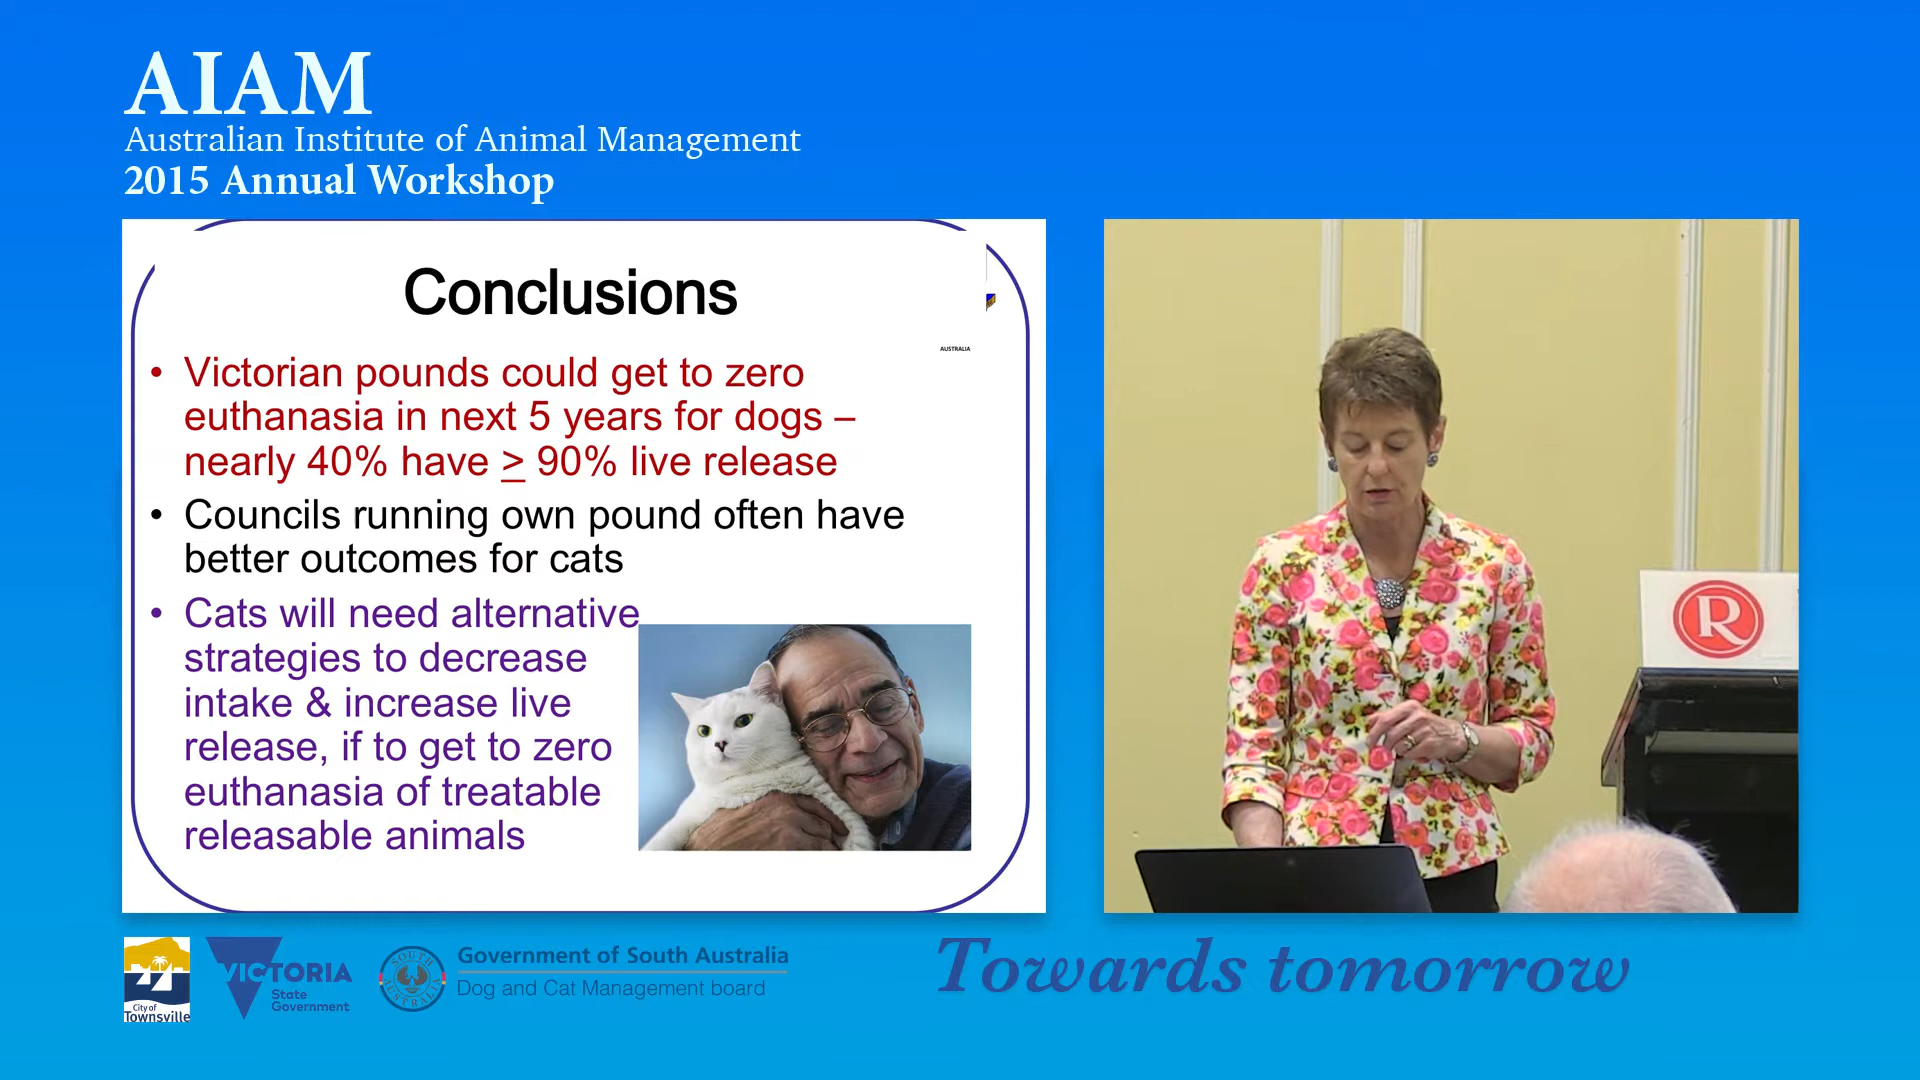 AIAM
Australian Institute of Animal Management
2015 Annual Workshop
Conclusions
AUSTRALIA
• Victorian pounds could get to zero
euthanasia in next 5 years for dogs –
nearly 40% have ≥ 90% live release
• Councils running own pound often have
better outcomes for cats
• Cats will need alternative
strategies to decrease
intake & increase live
release, if to get to zero
euthanasia of treatable
releasable animals
R
City of
Townsville
VICTORIA
State
Government
SOUTH
AUSTRALIA
Government of South Australia
Dog and Cat Management board
Towards tomorrow